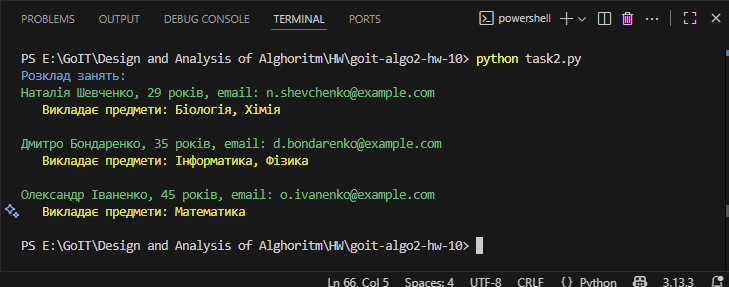 PROBLEMS OUTPUT DEBUG CONSOLE TERMINAL PORTS powershell
PS E:\GoIT\Design and Analysis of Alghoritm\HW\goit-algo2-hw-10> python task2.py
Розклад занять:
Наталія Шевченко, 29 років, email: n.shevchenko@example.com
Викладає предмети: Біологія, Хімія
Дмитро Бондаренко, 35 років, email: d.bondarenko@example.com
Викладає предмети: Інформатика, Фізика
Олександр Іваненко, 45 років, email: o.ivanenko@example.com
Викладає предмети: Математика
PS E:\GoIT\Design and Analysis of Alghoritm\HW\goit-algo2-hw-10>
Ln 66, Col 5 Spaces: 4 UTF-8 CRLF {} Python 3.13.3